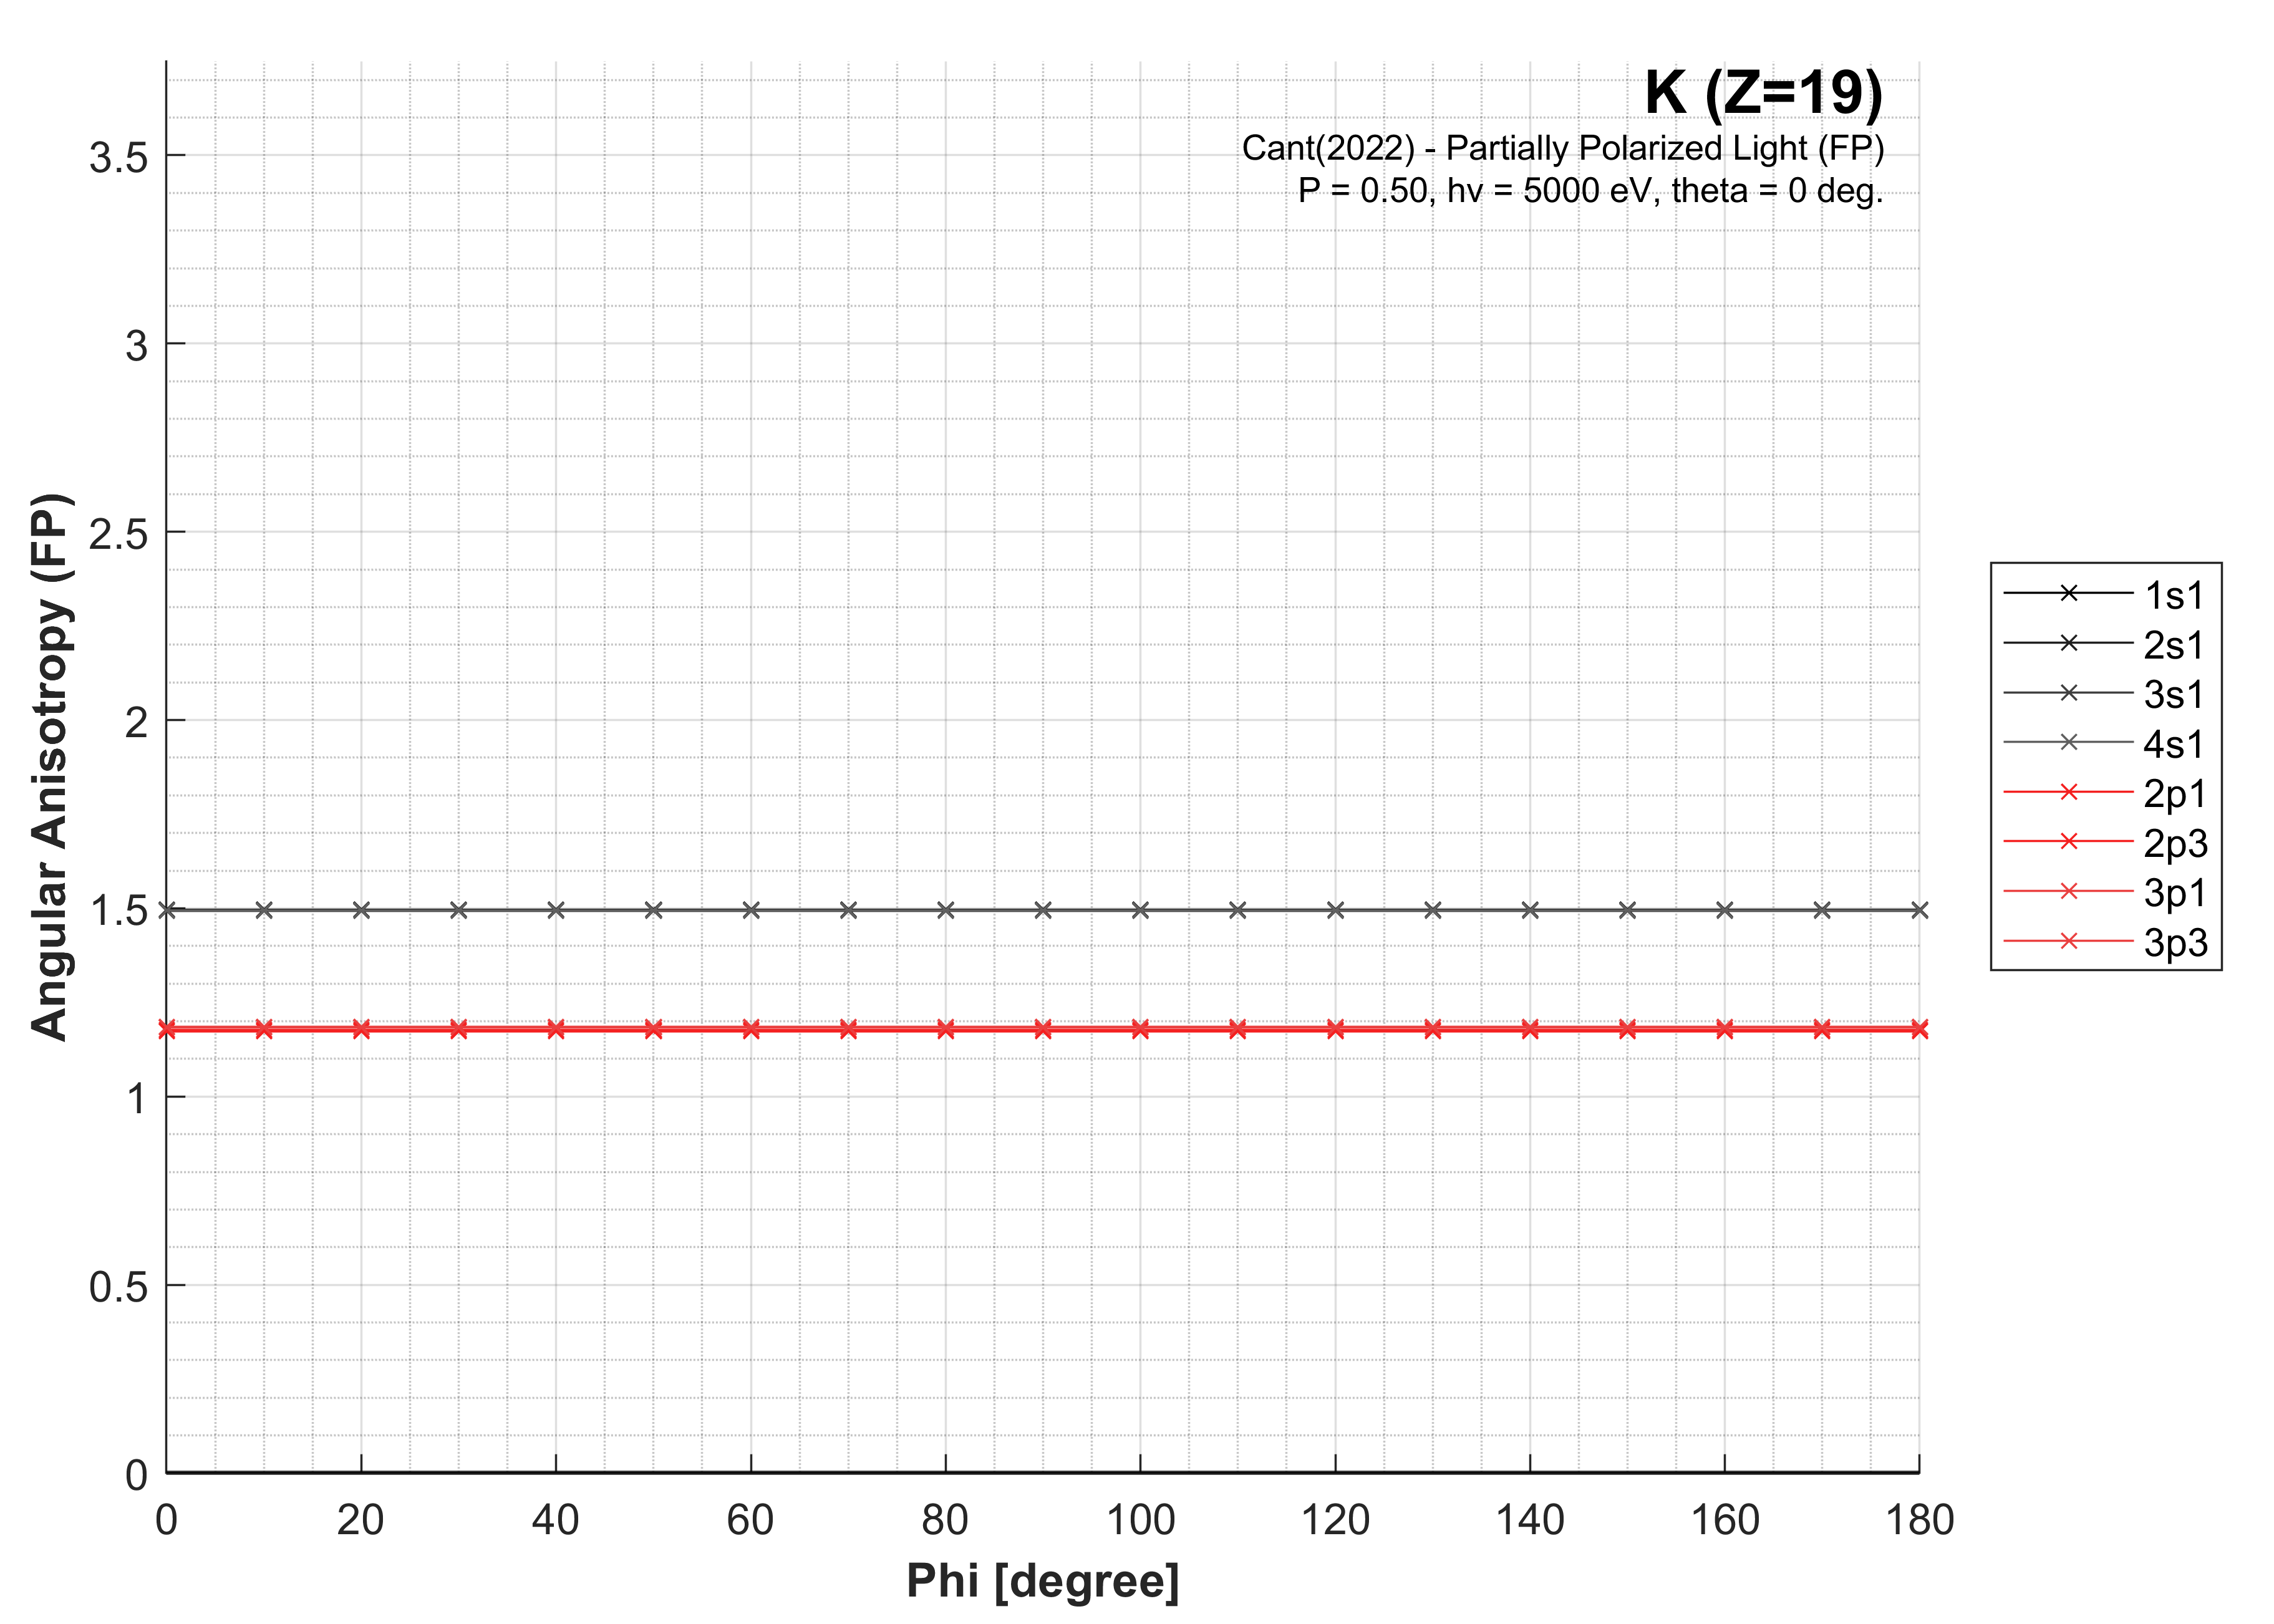 K (Z=19)
Cant(2022) - Partially Polarized Light (FP)
P = 0.50, hv = 5000 eV, theta = 0 deg.
Angular Anisotropy (FP)
3.5
3
2.5
2
1.5
1
0.5
0
0 20 40 60 80 100 120 140 160 180
Phi [degree]
1s1
2s1
3s1
4s1
2p1
2p3
3p1
3p3